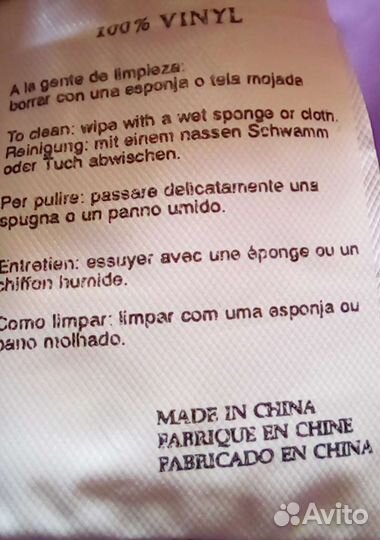 100% VINYL
A la gente de limpieza:
borrar con una esponja o tela mojada
To clean: wipe with a wet sponge or cloth.
Reinigung: mit einem nassen Schwamm
oder Tuch abwischen.
Per pulire: passare delicatamente una
spugna o un panno umido.
Entretien: essuyer avec une éponge ou un
chiffon humide.
Como limpar: limpar com uma esponja ou
pano molhado.
MADE IN CHINA
FABRIQUE EN CHINE
FABRICADO EN CHINA
Avito